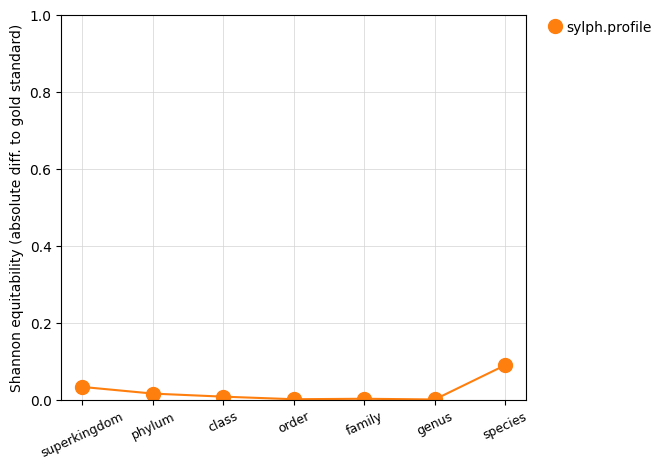 Shannon equitability (absolute diff. to gold standard)
1.0
0.8
0.6
0.4
0.2
0.0
superkingdom
phylum
class
order
family
genus
species
sylph.profile